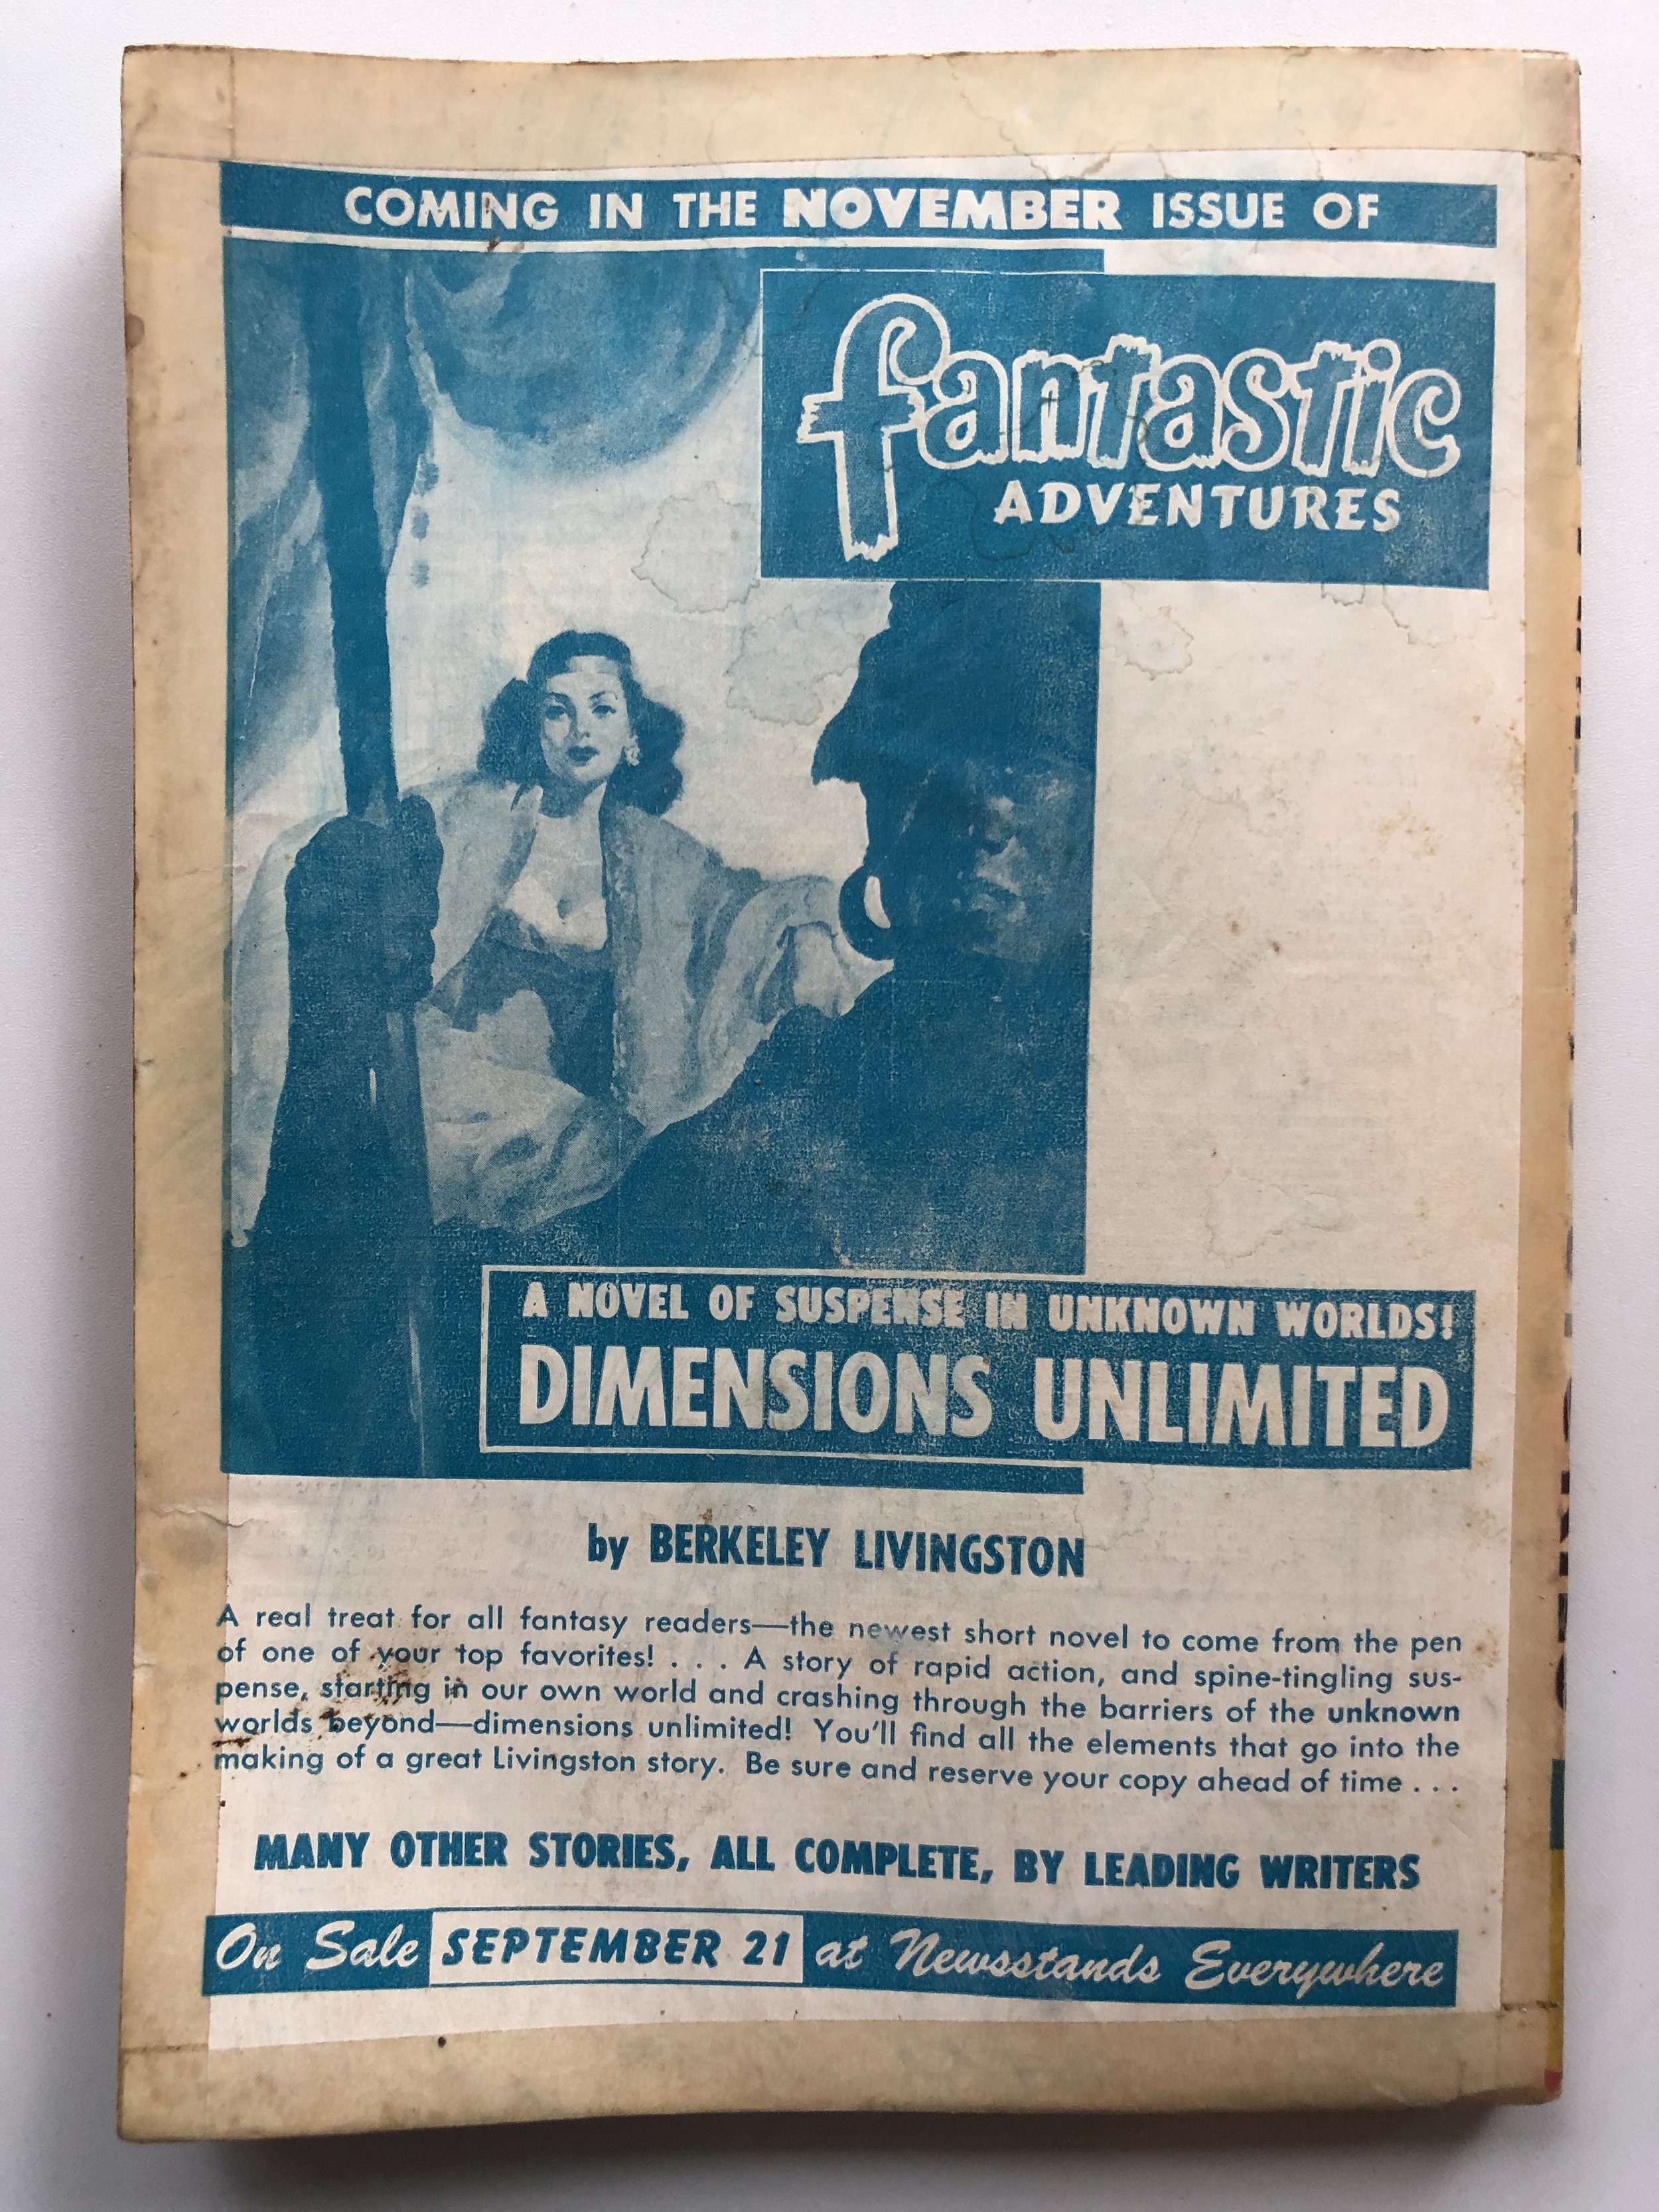 COMING IN THE NOVEMBER ISSUE OF
fantastic
ADVENTURES
A NOVEL OF SUSPENSE IN UNKNOWN WORLDS!
DIMENSIONS UNLIMITED
by BERKELEY LIVINGSTON
A real treat for all fantasy readers—the newest short novel to come from the pen
of one of your top favorites! . . . A story of rapid action, and spine-tingling sus-
pense, starting in our own world and crashing through the barriers of the unknown
worlds beyond—dimensions unlimited! You'll find all the elements that go into the
making of a great Livingston story. Be sure and reserve your copy ahead of time . . .
MANY OTHER STORIES, ALL COMPLETE, BY LEADING WRITERS
On Sale SEPTEMBER 21 at Newsstands Everywhere